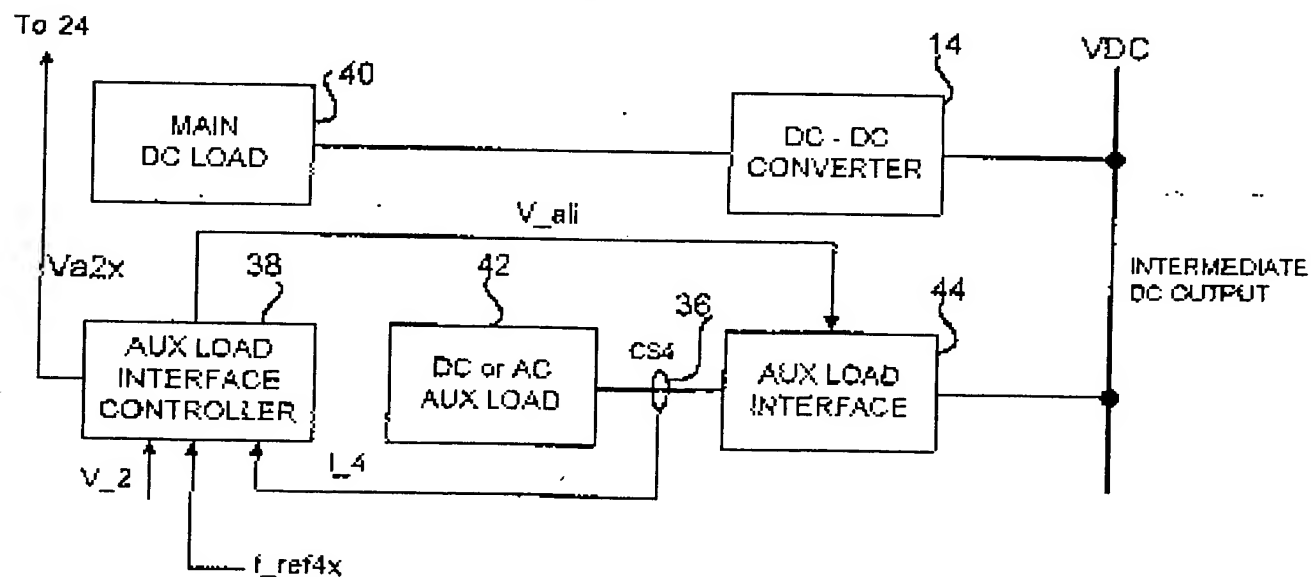 To 24
40
14
VDC
MAIN
DC LOAD
DC - DC
CONVERTER
V_ali
Va2x
38
42
36
44
INTERMEDIATE
DC OUTPUT
AUX LOAD
INTERFACE
CONTROLLER
DC or AC
AUX LOAD
CS4
AUX LOAD
INTERFACE
V_2
I_4
f_ref4x